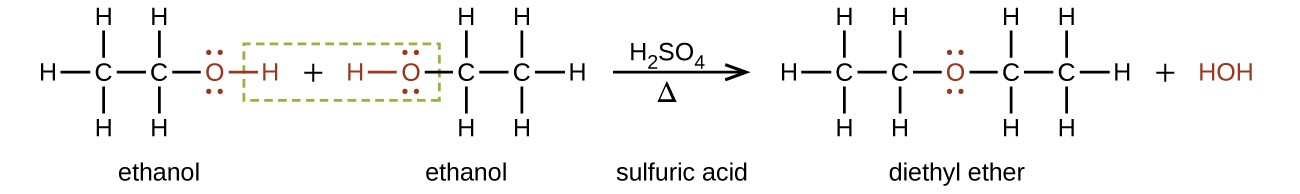 H H H H H H H H
H C C O H + H O C C H H₂SO₄ H C C O C C H + HOH
Δ
H H H H H H H H
ethanol ethanol sulfuric acid diethyl ether